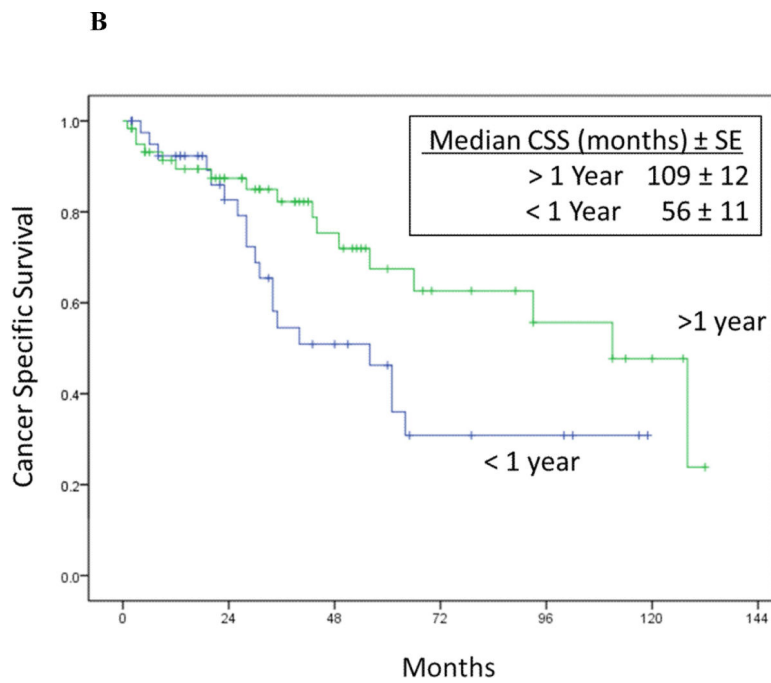 B
Median CSS (months) ± SE
> 1 Year 109 ± 12
< 1 Year 56 ± 11
1.0
0.8
0.6
0.4
0.2
0.0
Cancer Specific Survival
>1 year
< 1 year
0 24 48 72 96 120 144
Months